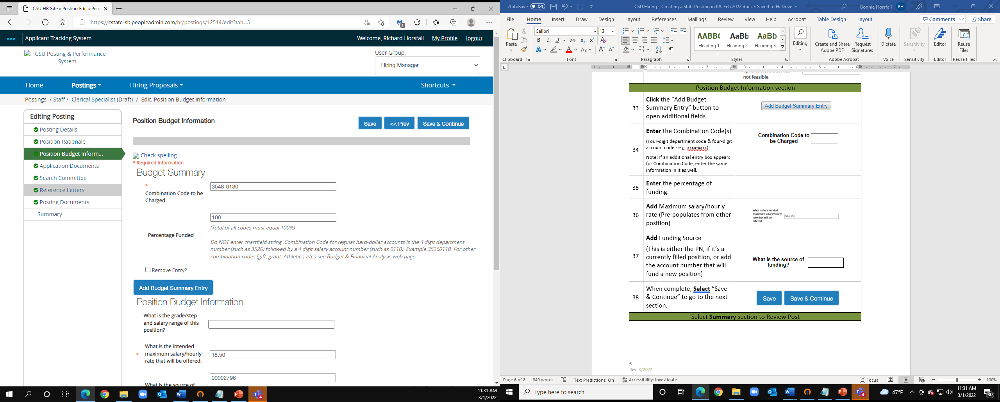 CSU HR Site :: Posting Edit :: Peo
https://cstate-sb.peopleadmin.com/hr/postings/12514/edit?tab=3
2
Applicant Tracking System
Welcome, Richard Horsfall My Profile logout
CSU Posting & Performance
System
User Group:
Hiring Manager
Home Postings Hiring Proposals Shortcuts
Postings / Staff / Clerical Specialist (Draft) / Edit: Position Budget Information
Editing Posting
Posting Details
Position Rationale
Position Budget Inform...
Application Documents
Search Committee
Reference Letters
Posting Documents
Summary
Position Budget Information
Save << Prev Save & Continue
Check spelling
* Required Information
Budget Summary
*
Combination Code to be
Charged
3548-0130
100
(Total of all codes must equal 100%)
Percentage Funded
Do NOT enter chartfield string. Combination Code for regular hard-dollar accounts is the 4 digit department
number (such as 3526) followed by a 4 digit salary account number (such as 0110). Example 35260110. For other
combination codes (gift, grant, Athletics, etc.) see Budget & Financial Analysis web page.
Remove Entry?
Add Budget Summary Entry
Position Budget Information
What is the grade/step
and salary range of this
position?
What is the intended
* maximum salary/hourly
rate that will be offered:
18.50
00002796
What is the source of
4
11:31 AM
3/1/2022
AutoSave Off
CSU Hiring - Creating a Staff Posting in PA-Feb 2022.docx • Saved to H: Drive
Bonnie Horsfall BH
File Home Insert Draw Design Layout References Mailings Review View Help Acrobat Table Design Layout
Comments Share
Paste
Clipboard
Calibri 13
B I U ab x₂ x²
A A Aa A A
Font
Paragraph
AABBC AaBb AaBb
Heading 1 Heading 2 Heading 3
Styles
Editing
Create and Share
Adobe PDF
Request
Signatures
Adobe Acrobat
Dictate
Voice
Sensitivity
Sensitivity
Editor
Editor
Reuse
Files
Reuse Files
1 1 2 3 4 5 6 7
not feasible
Position Budget Information section
33
Click the “Add Budget
Summary Entry” button to
open additional fields
Add Budget Summary Entry
34
Enter the Combination Code(s)
(Four-digit department code & four-digit
account code - e.g. xxxx-xxxx)
Note: If an additional entry box appears
for Combination Code, enter the same
information in it as well.
Combination Code to
be Charged
35
Enter the percentage of
funding.
36
Add Maximum salary/hourly
rate (Pre-populates from other
position)
What is the intended
maximum salary/hourly
rate that will be
offered:
$44,550
37
Add Funding Source
(This is either the PN, if it’s a
currently filled position, or add
the account number that will
fund a new position)
What is the source of
funding?
38
When complete, Select “Save
& Continue” to go to the next
section.
Save Save & Continue
Select Summary section to Review Post
6
Rev. 3/2022
Page 6 of 8 849 words Text Predictions: On Accessibility: Investigate Focus 100%
Type here to search
4
47°F
11:31 AM
3/1/2022
30